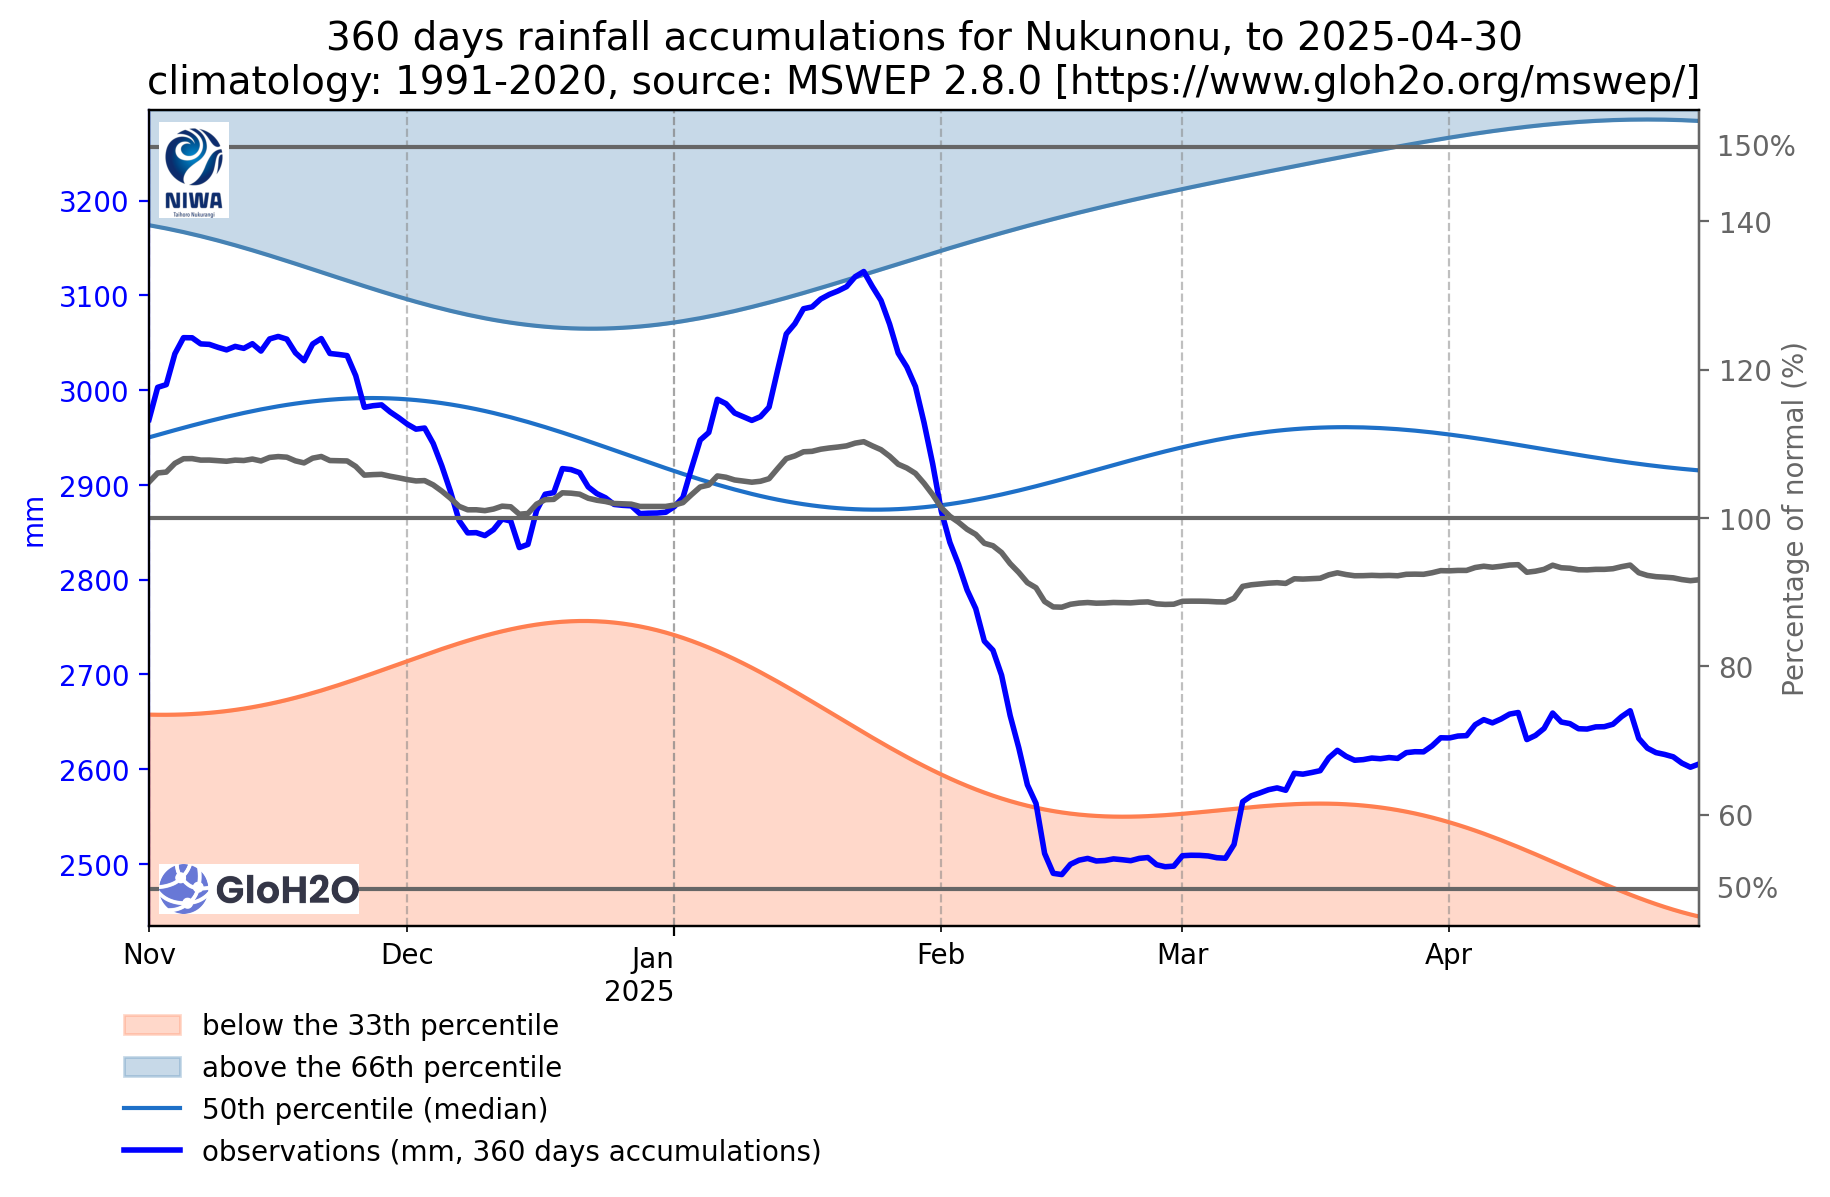 360 days rainfall accumulations for Nukunonu, to 2025-04-30
climatology: 1991-2020, source: MSWEP 2.8.0 [https://www.gloh2o.org/mswep/]
NIWA
Taihoro Nukurangi
3200
3100
3000
2900
2800
2700
2600
2500
mm
150%
140
120
100
80
60
50%
Percentage of normal (%)
GloH2O
Nov
Dec
Jan
2025
Feb
Mar
Apr
below the 33th percentile
above the 66th percentile
50th percentile (median)
observations (mm, 360 days accumulations)